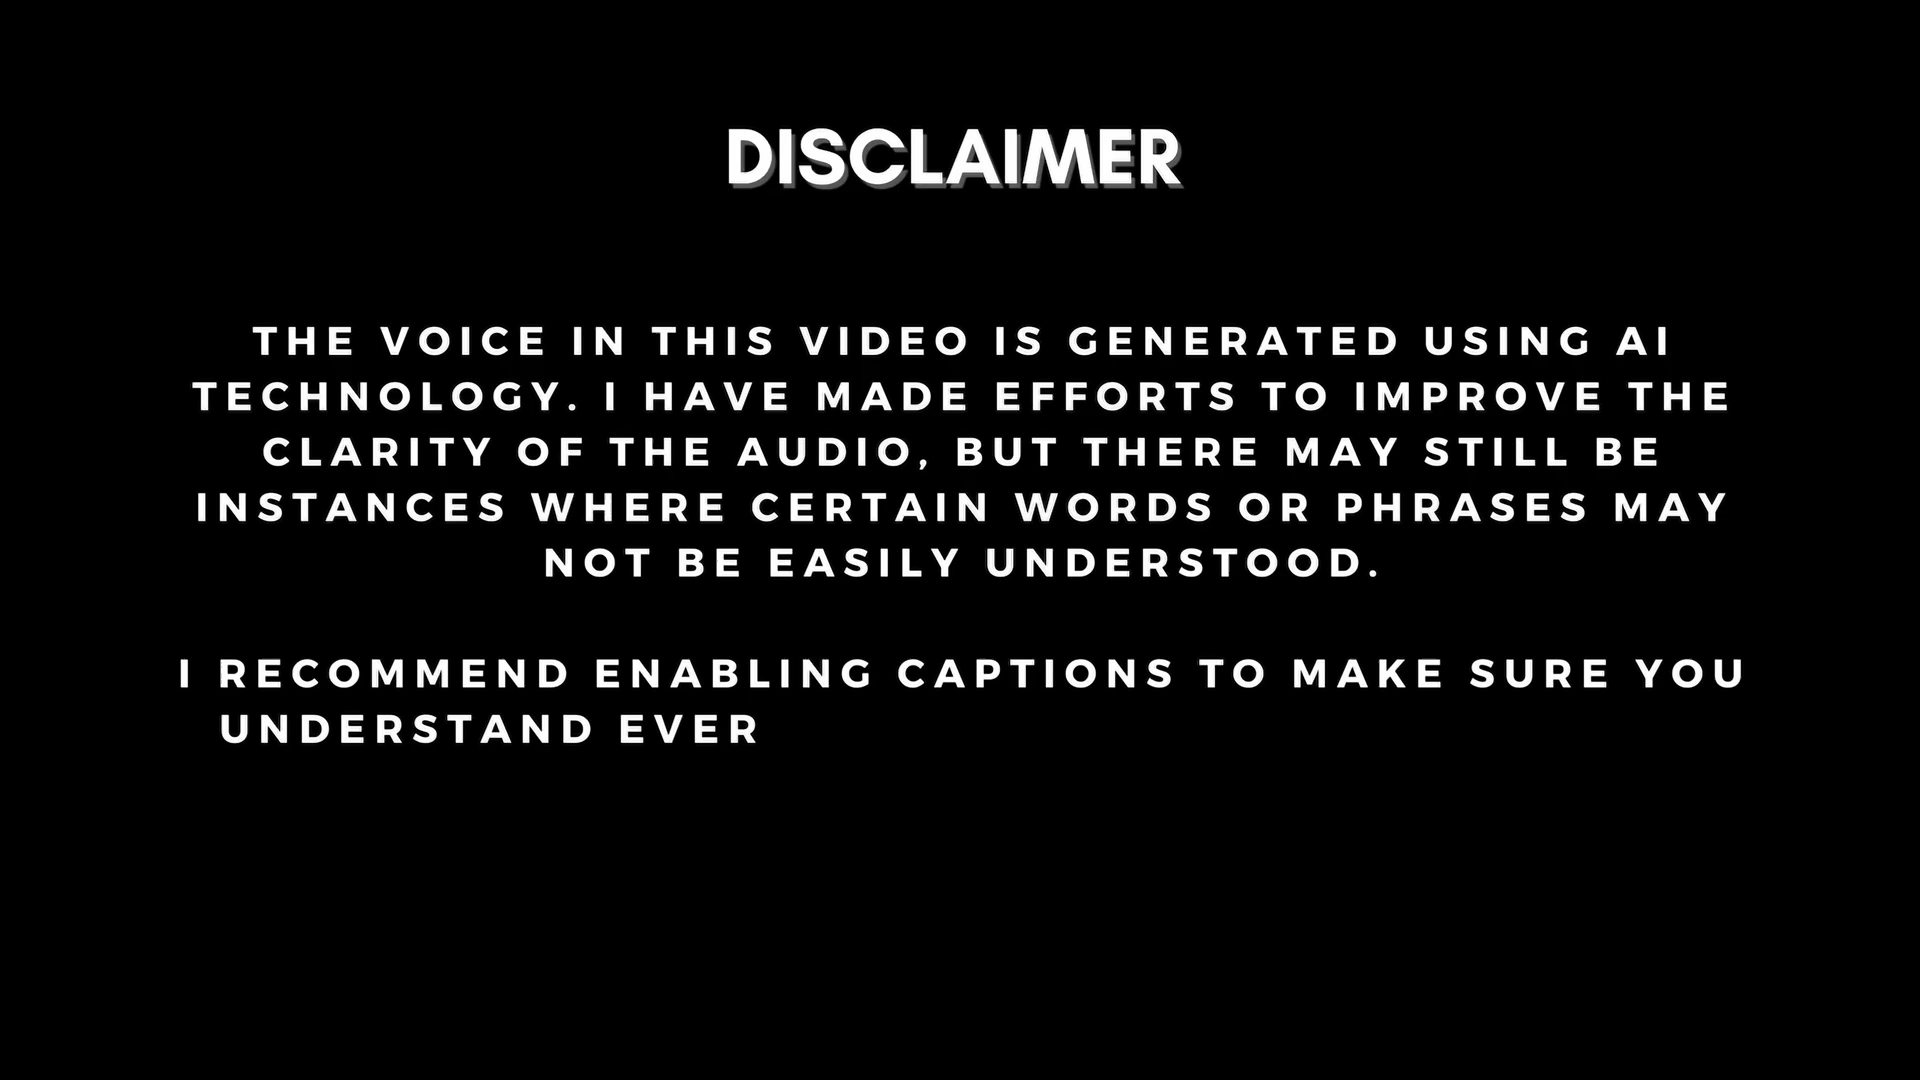 DISCLAIMER
THE VOICE IN THIS VIDEO IS GENERATED USING AI
TECHNOLOGY. I HAVE MADE EFFORTS TO IMPROVE THE
CLARITY OF THE AUDIO, BUT THERE MAY STILL BE
INSTANCES WHERE CERTAIN WORDS OR PHRASES MAY
NOT BE EASILY UNDERSTOOD.
I RECOMMEND ENABLING CAPTIONS TO MAKE SURE YOU
UNDERSTAND EVER